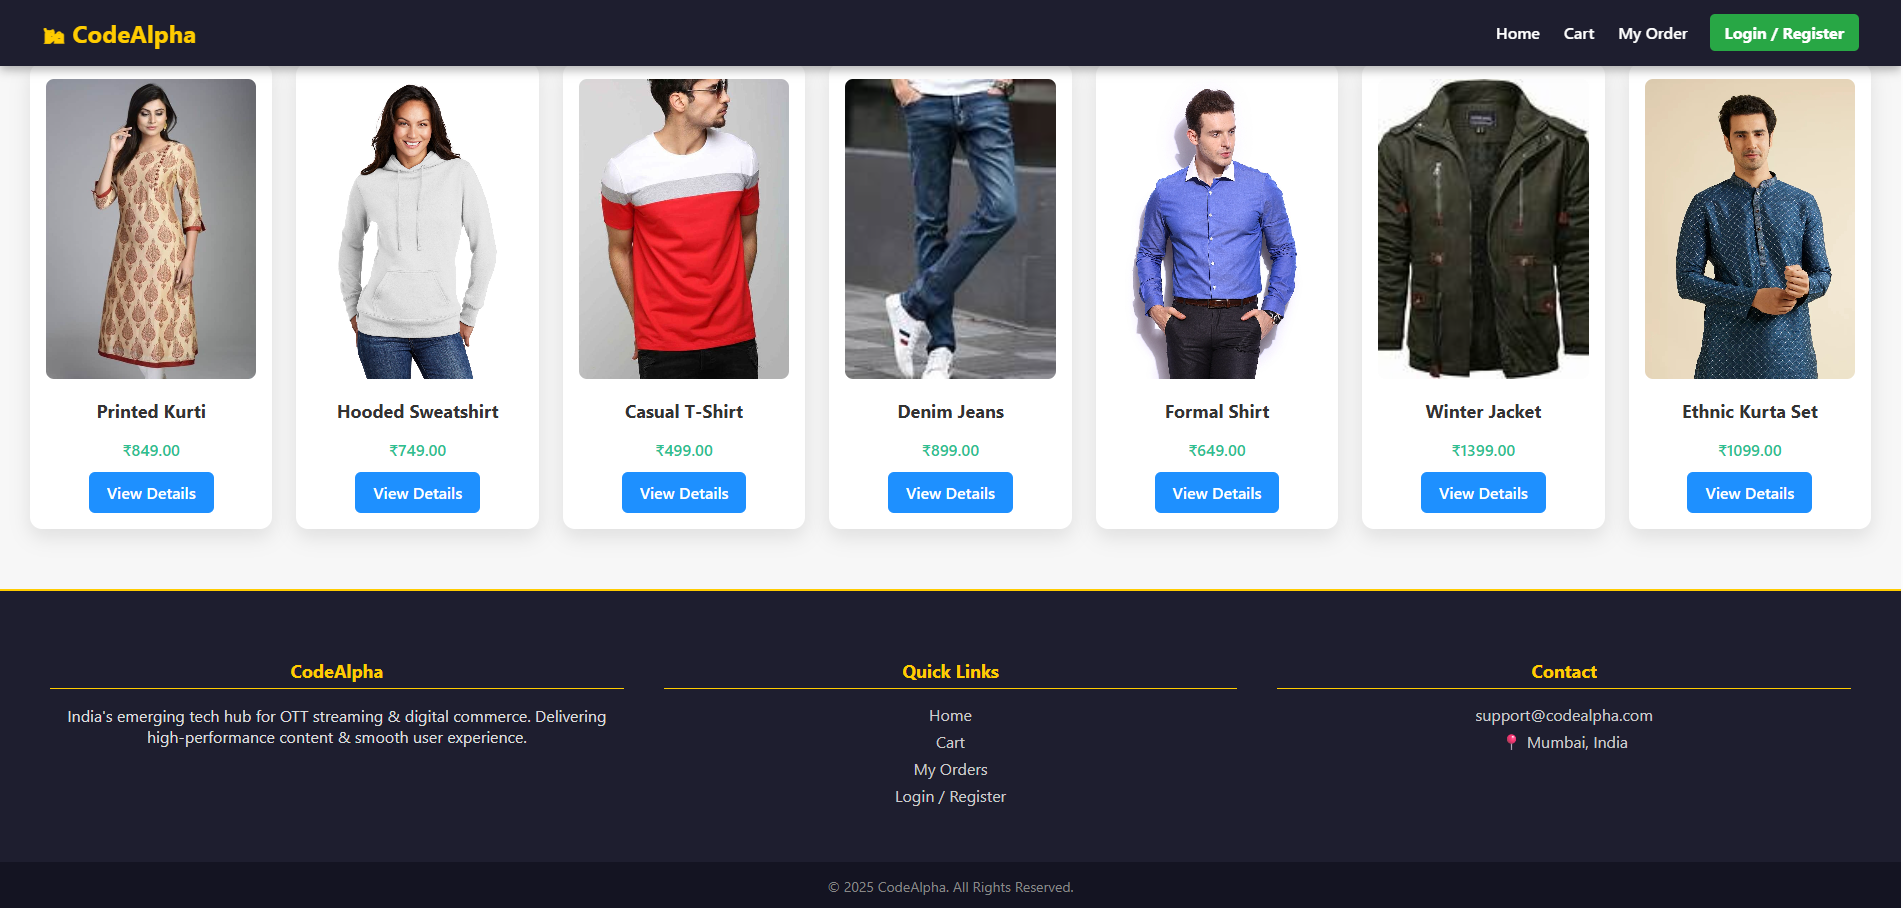 CodeAlpha
Home Cart My Order Login / Register
Printed Kurti
₹849.00
View Details
Hooded Sweatshirt
₹749.00
View Details
Casual T-Shirt
₹499.00
View Details
Denim Jeans
₹899.00
View Details
Formal Shirt
₹649.00
View Details
Winter Jacket
₹1399.00
View Details
Ethnic Kurta Set
₹1099.00
View Details
CodeAlpha
India's emerging tech hub for OTT streaming & digital commerce. Delivering
high-performance content & smooth user experience.
Quick Links
Home
Cart
My Orders
Login / Register
Contact
support@codealpha.com
📍 Mumbai, India
© 2025 CodeAlpha. All Rights Reserved.